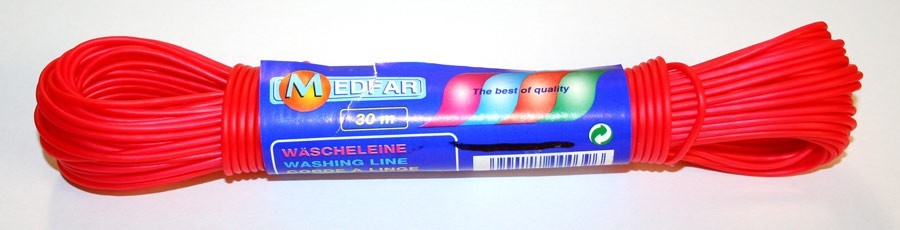 MEDFAR
The best of quality
30 m
WÄSCHELEINE
WASHING LINE
CORDE A LINGE